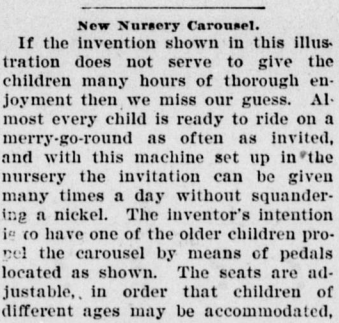 New Nursery Carousel.
If the invention shown in this illus-
tration does not serve to give the
children many hours of thorough en-
joyment then we miss our guess. Al-
most every child is ready to ride on a
merry-go-round as often as invited,
and with this machine set up in the
nursery the invitation can be given
many times a day without squander-
ing a nickel. The inventor's intention
is to have one of the older children pro-
pel the carousel by means of pedals
located as shown. The seats are ad-
justable, in order that children of
different ages may be accommodated,